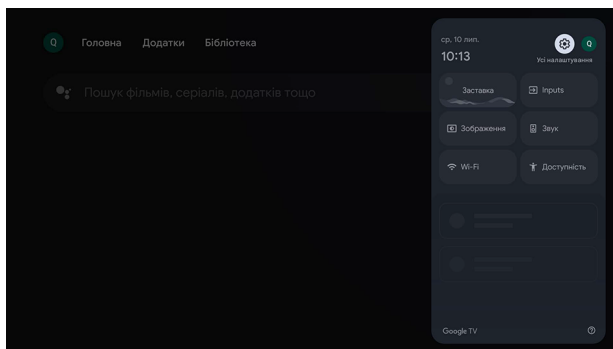 Q Головна Додатки Бібліотека
Пошук фільмів, серіалів, додатків тощо
ср, 10 лип.
10:13
Q
Усі налаштування
Заставка
Inputs
Зображення
Звук
Wi-Fi
Доступність
Google TV